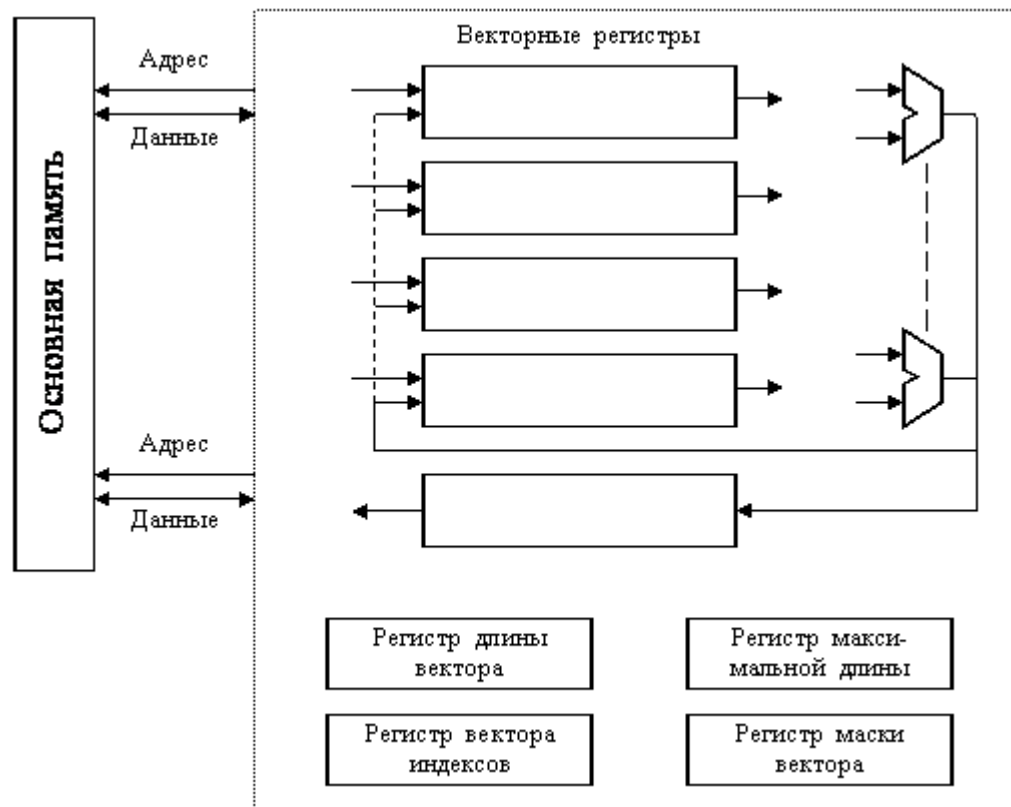 Векторные регистры
Адрес
Данные
Основная память
Адрес
Данные
Регистр длины
вектора
Регистр макси-
мальной длины
Регистр вектора
индексов
Регистр маски
вектора